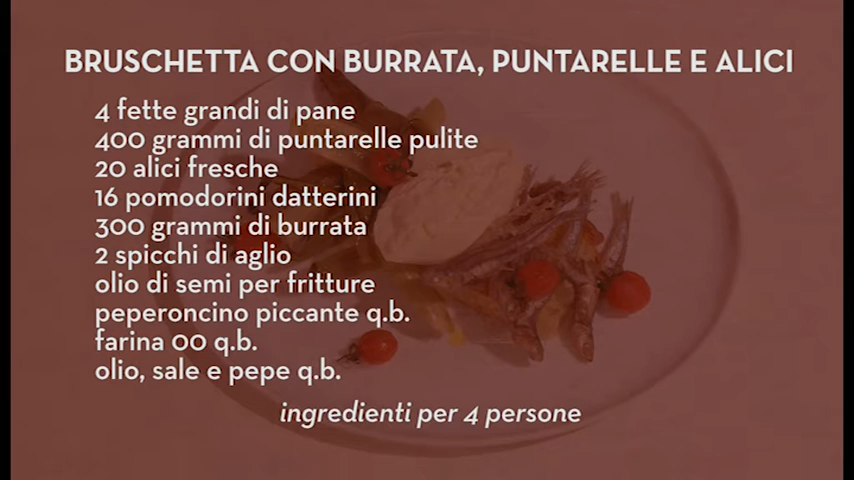 BRUSCHETTA CON BURRATA, PUNTARELLE E ALICI
4 fette grandi di pane
400 grammi di puntarelle pulite
20 alici fresche
16 pomodorini datterini
300 grammi di burrata
2 spicchi di aglio
olio di semi per fritture
peperoncino piccante q.b.
farina 00 q.b.
olio, sale e pepe q.b.
ingredienti per 4 persone